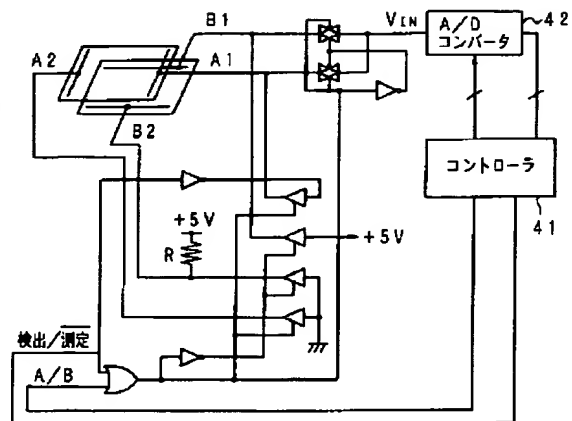 B1
VIN
A/D
コンバータ
42
A2
A1
B2
コントローラ
41
+5V
R
+5V
検出/測定
A/B